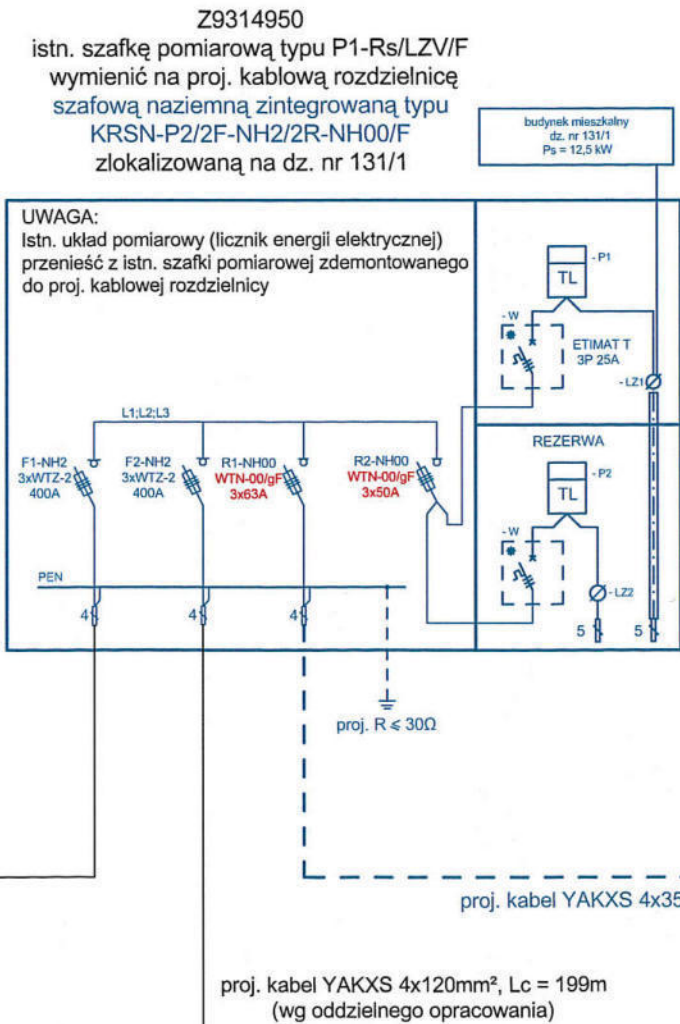 Z9314950
istn. szafkę pomiarową typu P1-Rs/LZV/F
wymienić na proj. kablową rozdzielnicę
szafową naziemną zintegrowaną typu
KRSN-P2/2F-NH2/2R-NH00/F
zlokalizowaną na dz. nr 131/1
budynek mieszkalny
dz. nr 131/1
Ps = 12,5 kW
UWAGA:
Istn. układ pomiarowy (licznik energii elektrycznej)
przenieść z istn. szafki pomiarowej zdemontowanego
do proj. kablowej rozdzielnicy
- P1
TL
- W
ETIMAT T
3P 25A
- LZ1
L1;L2;L3
F1-NH2
3xWTZ-2
400A
F2-NH2
3xWTZ-2
400A
R1-NH00
WTN-00/gF
3x63A
R2-NH00
WTN-00/gF
3x50A
REZERWA
- P2
TL
- W
- LZ2
PEN
4
4
4
5
5
proj. R ⩽ 30Ω
proj. kabel YAKXS 4x35
proj. kabel YAKXS 4x120mm², Lc = 199m
(wg oddzielnego opracowania)